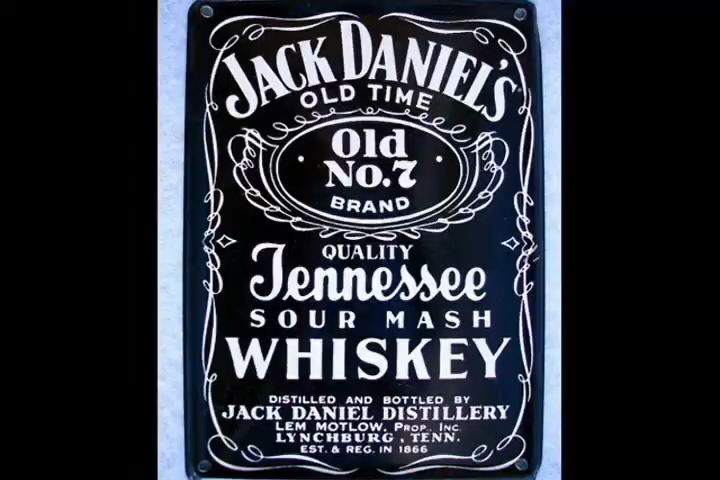 JACK DANIEL'S
OLD TIME
Old
No.7
BRAND
QUALITY
Tennessee
SOUR MASH
WHISKEY
DISTILLED AND BOTTLED BY
JACK DANIEL DISTILLERY
LEM MOTLOW, PROP., INC.
LYNCHBURG, TENN.
EST. & REG. IN 1866